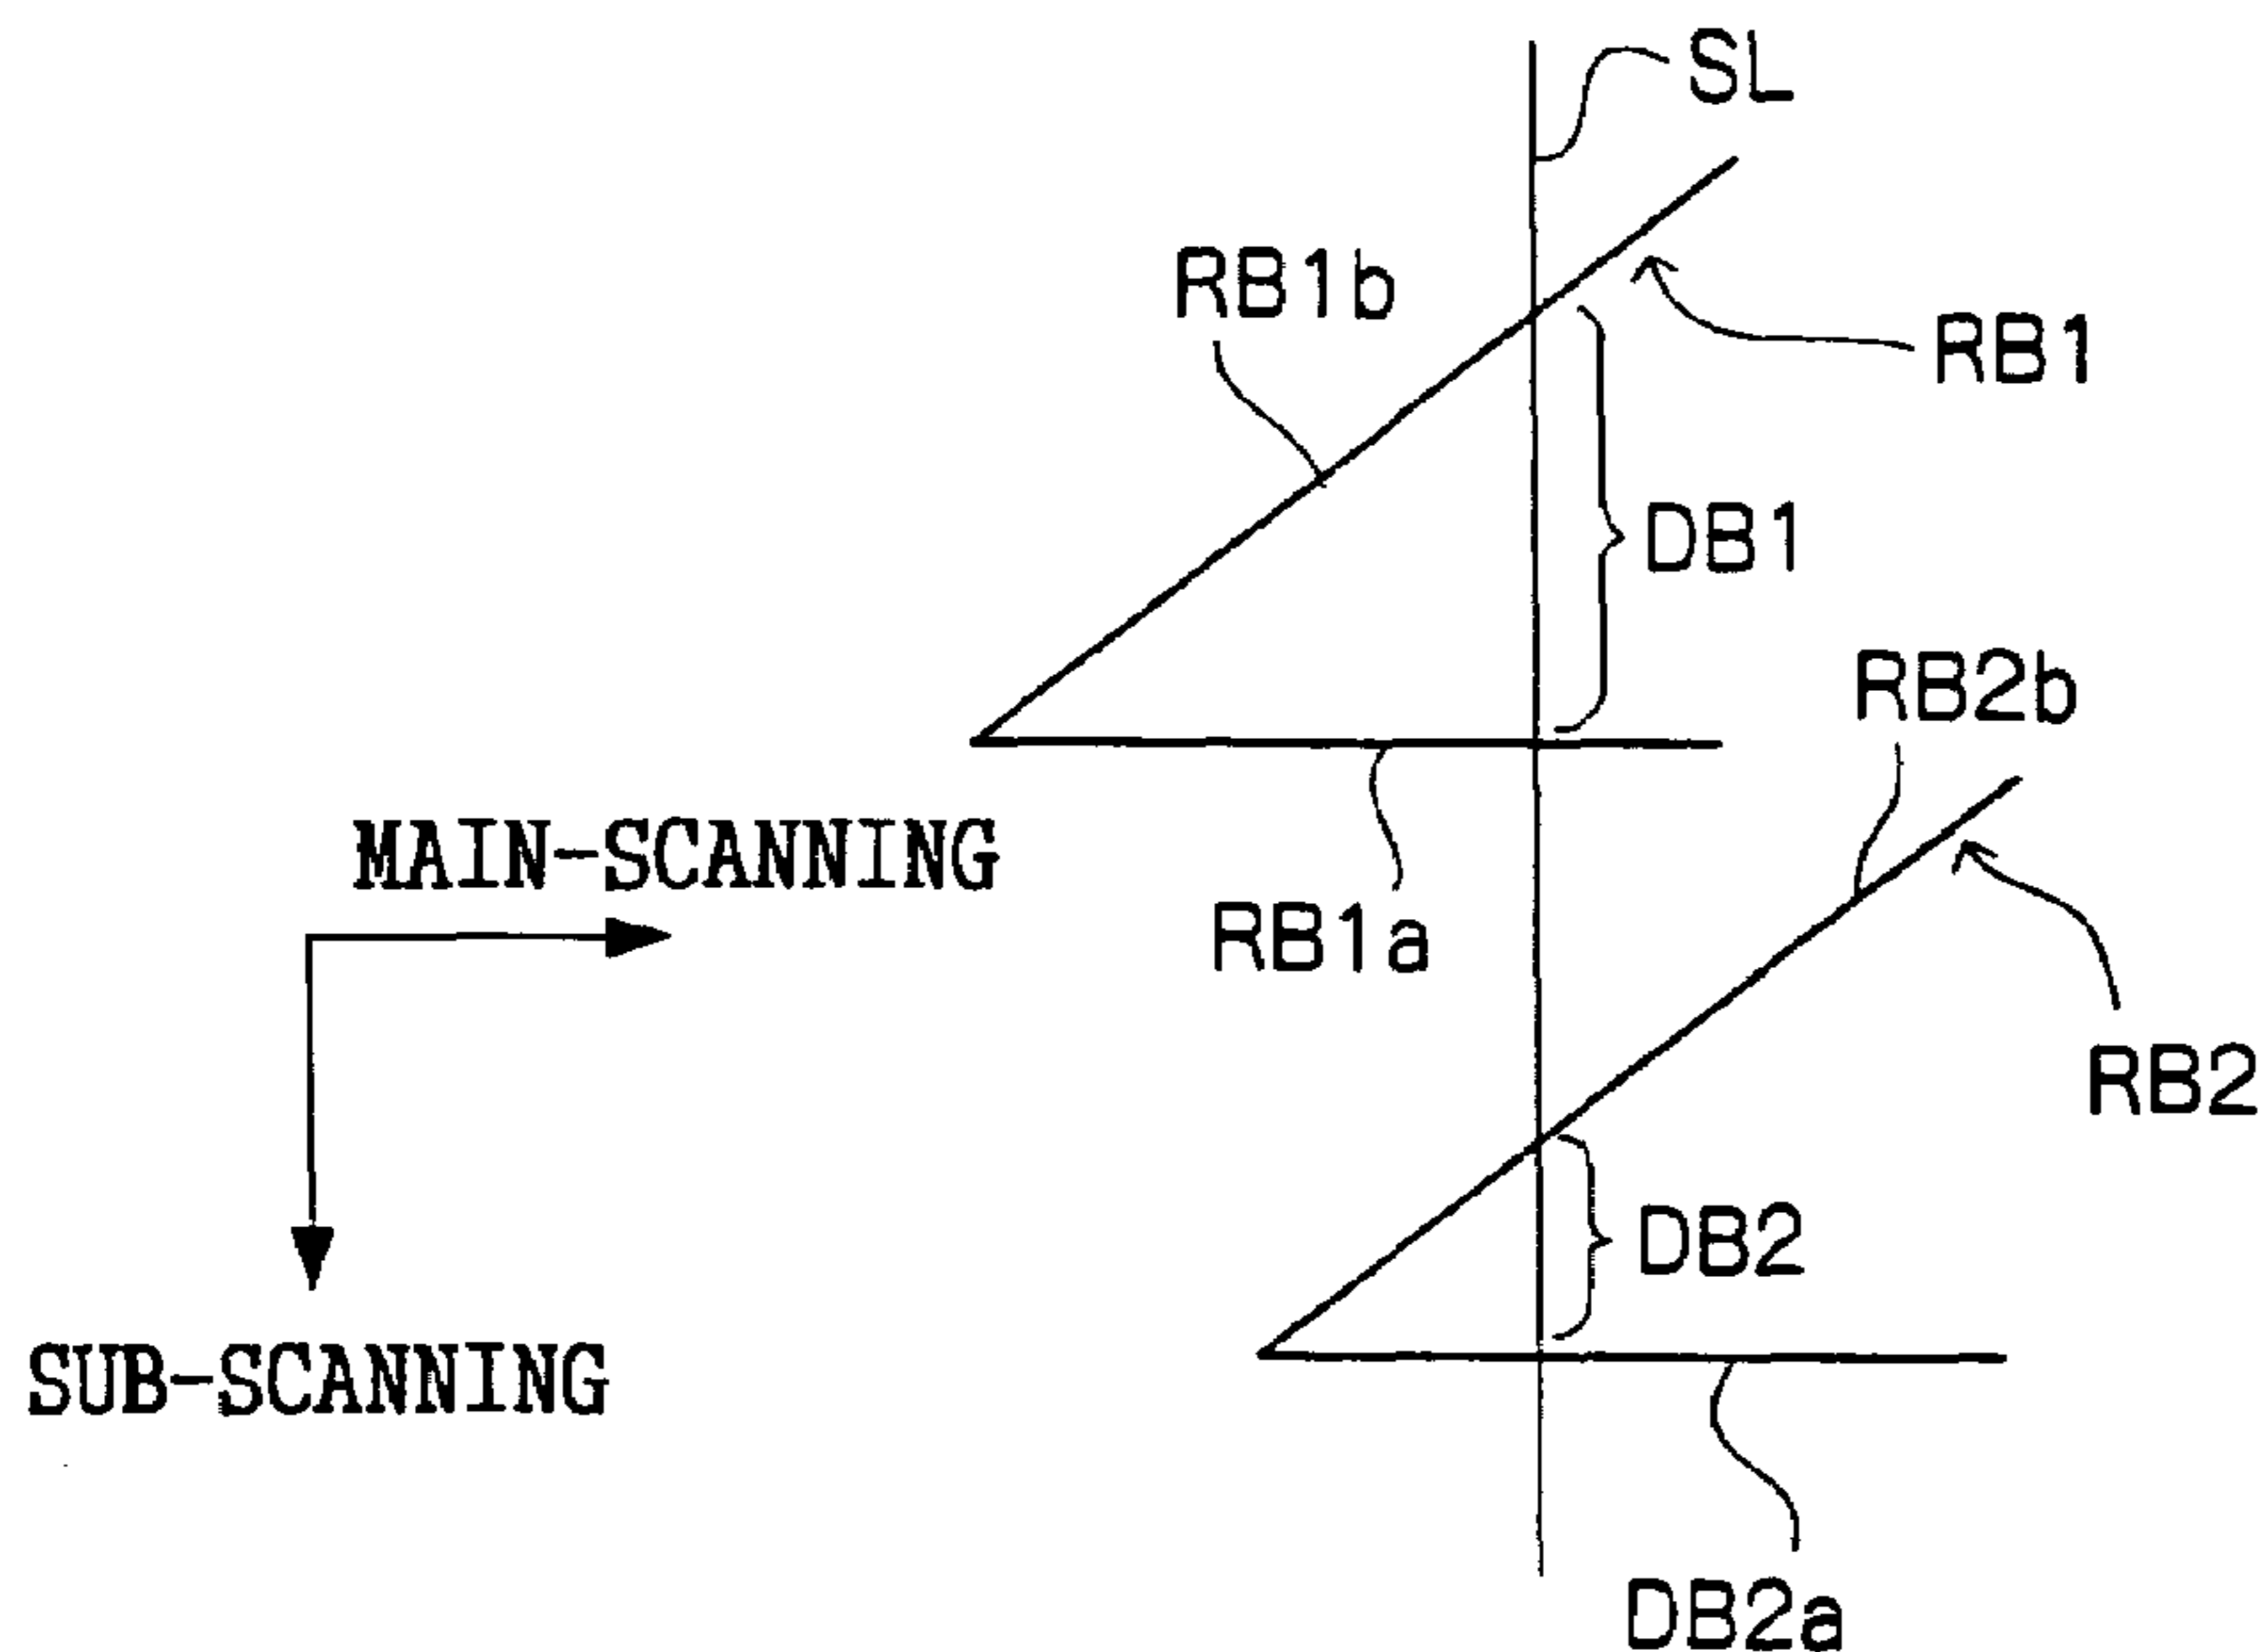 SL
RB1b
RB1
DB1
RB2b
MAIN-SCANNING
RB1a
RB2
DB2
SUB-SCANNING
DB2a